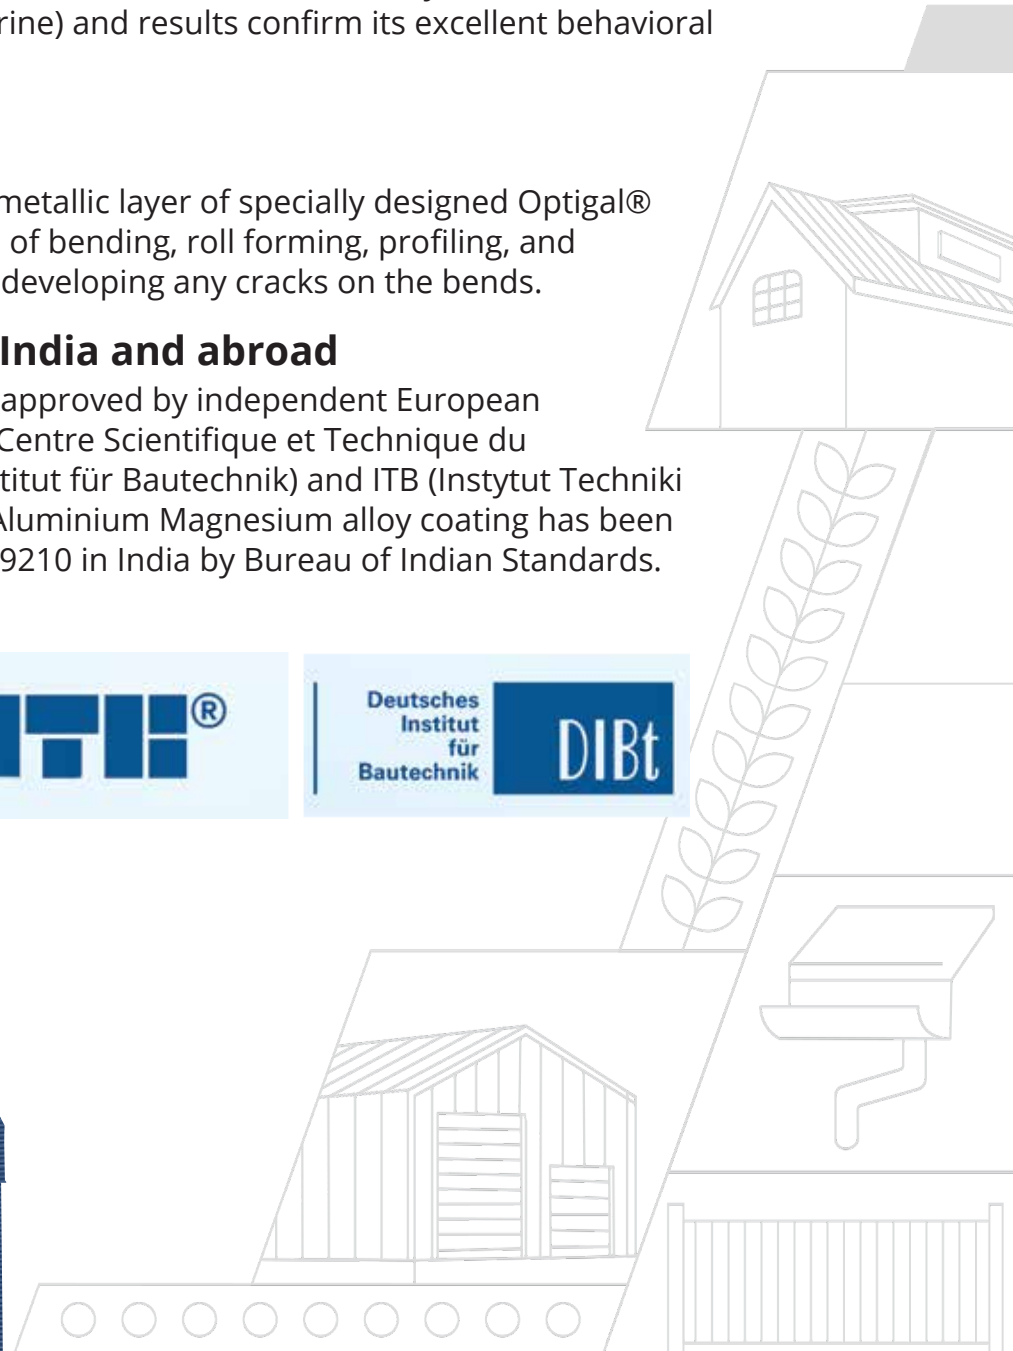 rine) and results confirm its excellent behavioral
metallic layer of specially designed Optigal®
of bending, roll forming, profiling, and
developing any cracks on the bends.
India and abroad
approved by independent European
Centre Scientifique et Technique du
titut für Bautechnik) and ITB (Instytut Techniki
Aluminium Magnesium alloy coating has been
9210 in India by Bureau of Indian Standards.
®
Deutsches
Institut
für
Bautechnik
DIBt